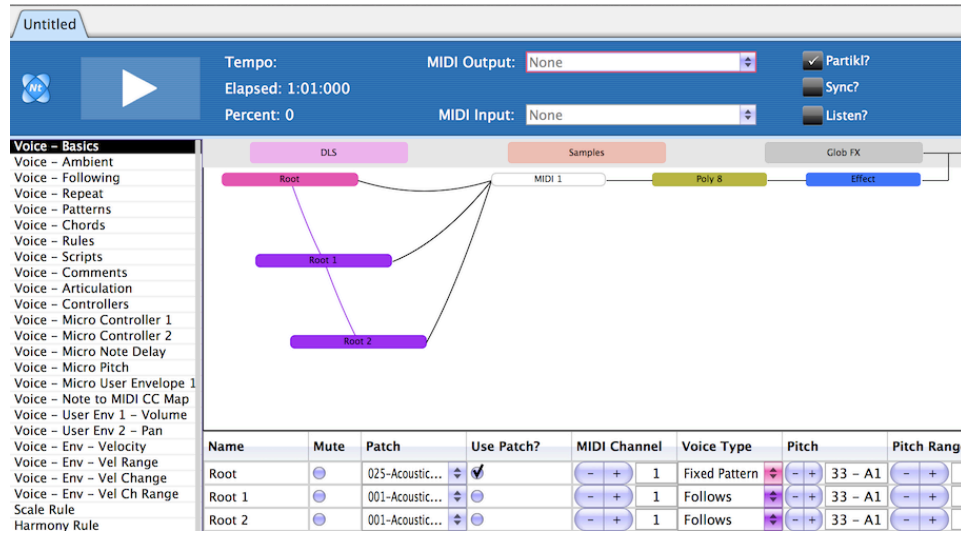 Untitled
Nt
Tempo:
MIDI Output: None
Partikl?
Elapsed: 1:01:000
Sync?
Percent: 0
MIDI Input: None
Listen?
Voice – Basics
Voice – Ambient
Voice – Following
Voice – Repeat
Voice – Patterns
Voice – Chords
Voice – Rules
Voice – Scripts
Voice – Comments
Voice – Articulation
Voice – Controllers
Voice – Micro Controller 1
Voice – Micro Controller 2
Voice – Micro Note Delay
Voice – Micro Pitch
Voice – Micro User Envelope 1
Voice – Note to MIDI CC Map
Voice – User Env 1 – Volume
Voice – User Env 2 – Pan
Voice – Env – Velocity
Voice – Env – Vel Range
Voice – Env – Vel Change
Voice – Env – Vel Ch Range
Scale Rule
Harmony Rule
DLS Samples Glob FX
Root MIDI 1 Poly 8 Effect
Root 1
Root 2
Name Mute Patch Use Patch? MIDI Channel Voice Type Pitch Pitch Rang
Root 025-Acoustic... - + 1 Fixed Pattern - + 33 – A1 - +
Root 1 001-Acoustic... - + 1 Follows - + 33 – A1 - +
Root 2 001-Acoustic... - + 1 Follows - + 33 – A1 - +